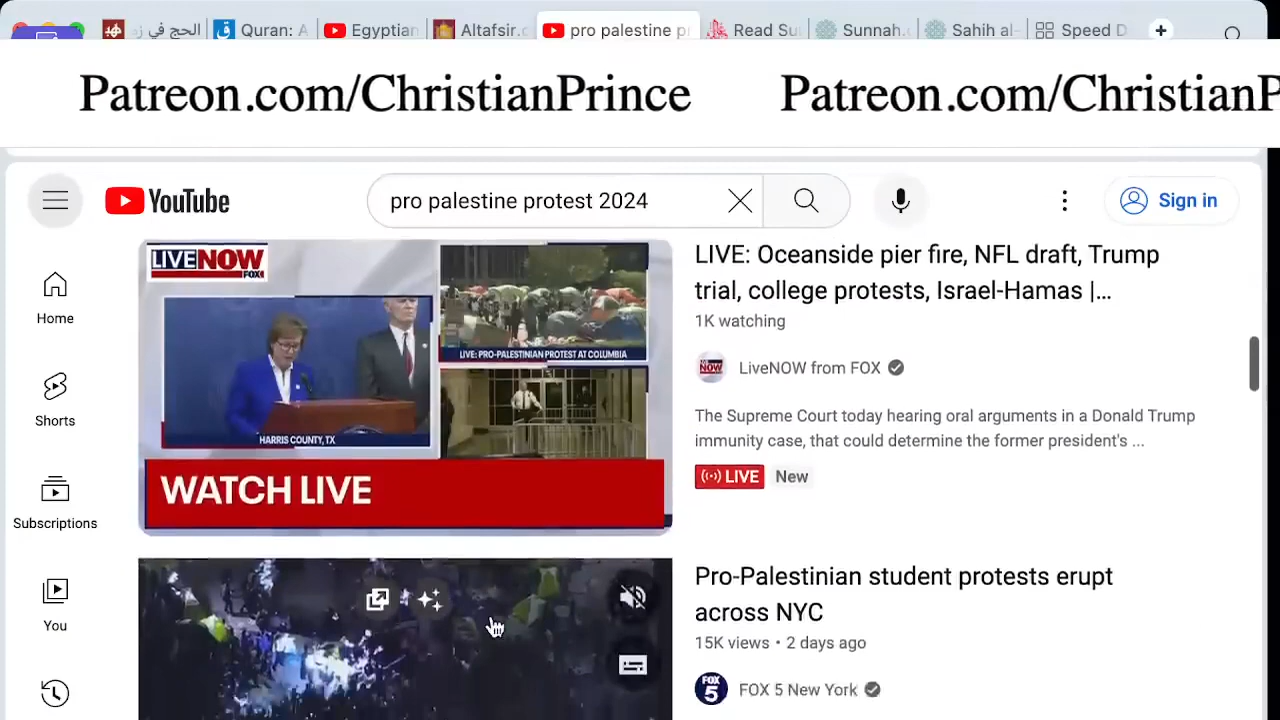 الحج في زم
Quran: A
Egyptian
Altafsir.c
pro palestine pr
Read Su
Sunnah.
Sahih al-
Speed D
Patreon.com/ChristianPrince Patreon.com/ChristianP
YouTube
pro palestine protest 2024
Sign in
Home
Shorts
Subscriptions
You
LIVENOW
FOX
LIVE: PRO-PALESTINIAN PROTEST AT COLUMBIA
HARRIS COUNTY, TX
WATCH LIVE
LIVE: Oceanside pier fire, NFL draft, Trump
trial, college protests, Israel-Hamas |...
1K watching
LiveNOW from FOX
The Supreme Court today hearing oral arguments in a Donald Trump
immunity case, that could determine the former president's ...
LIVE New
Pro-Palestinian student protests erupt
across NYC
15K views • 2 days ago
FOX 5
FOX 5 New York